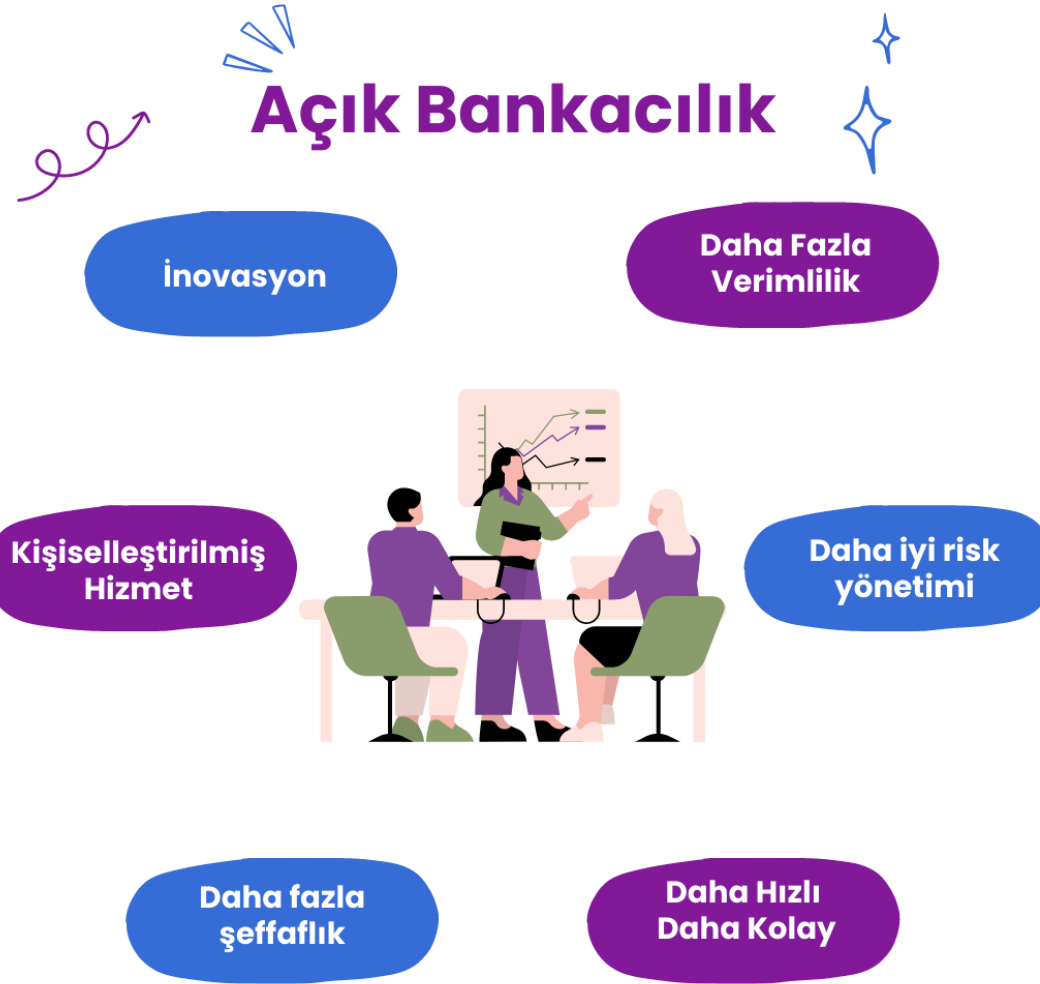 Açık Bankacılık
İnovasyon
Daha Fazla
Verimlilik
Kişiselleştirilmiş
Hizmet
Daha iyi risk
yönetimi
Daha fazla
şeffaflık
Daha Hızlı
Daha Kolay